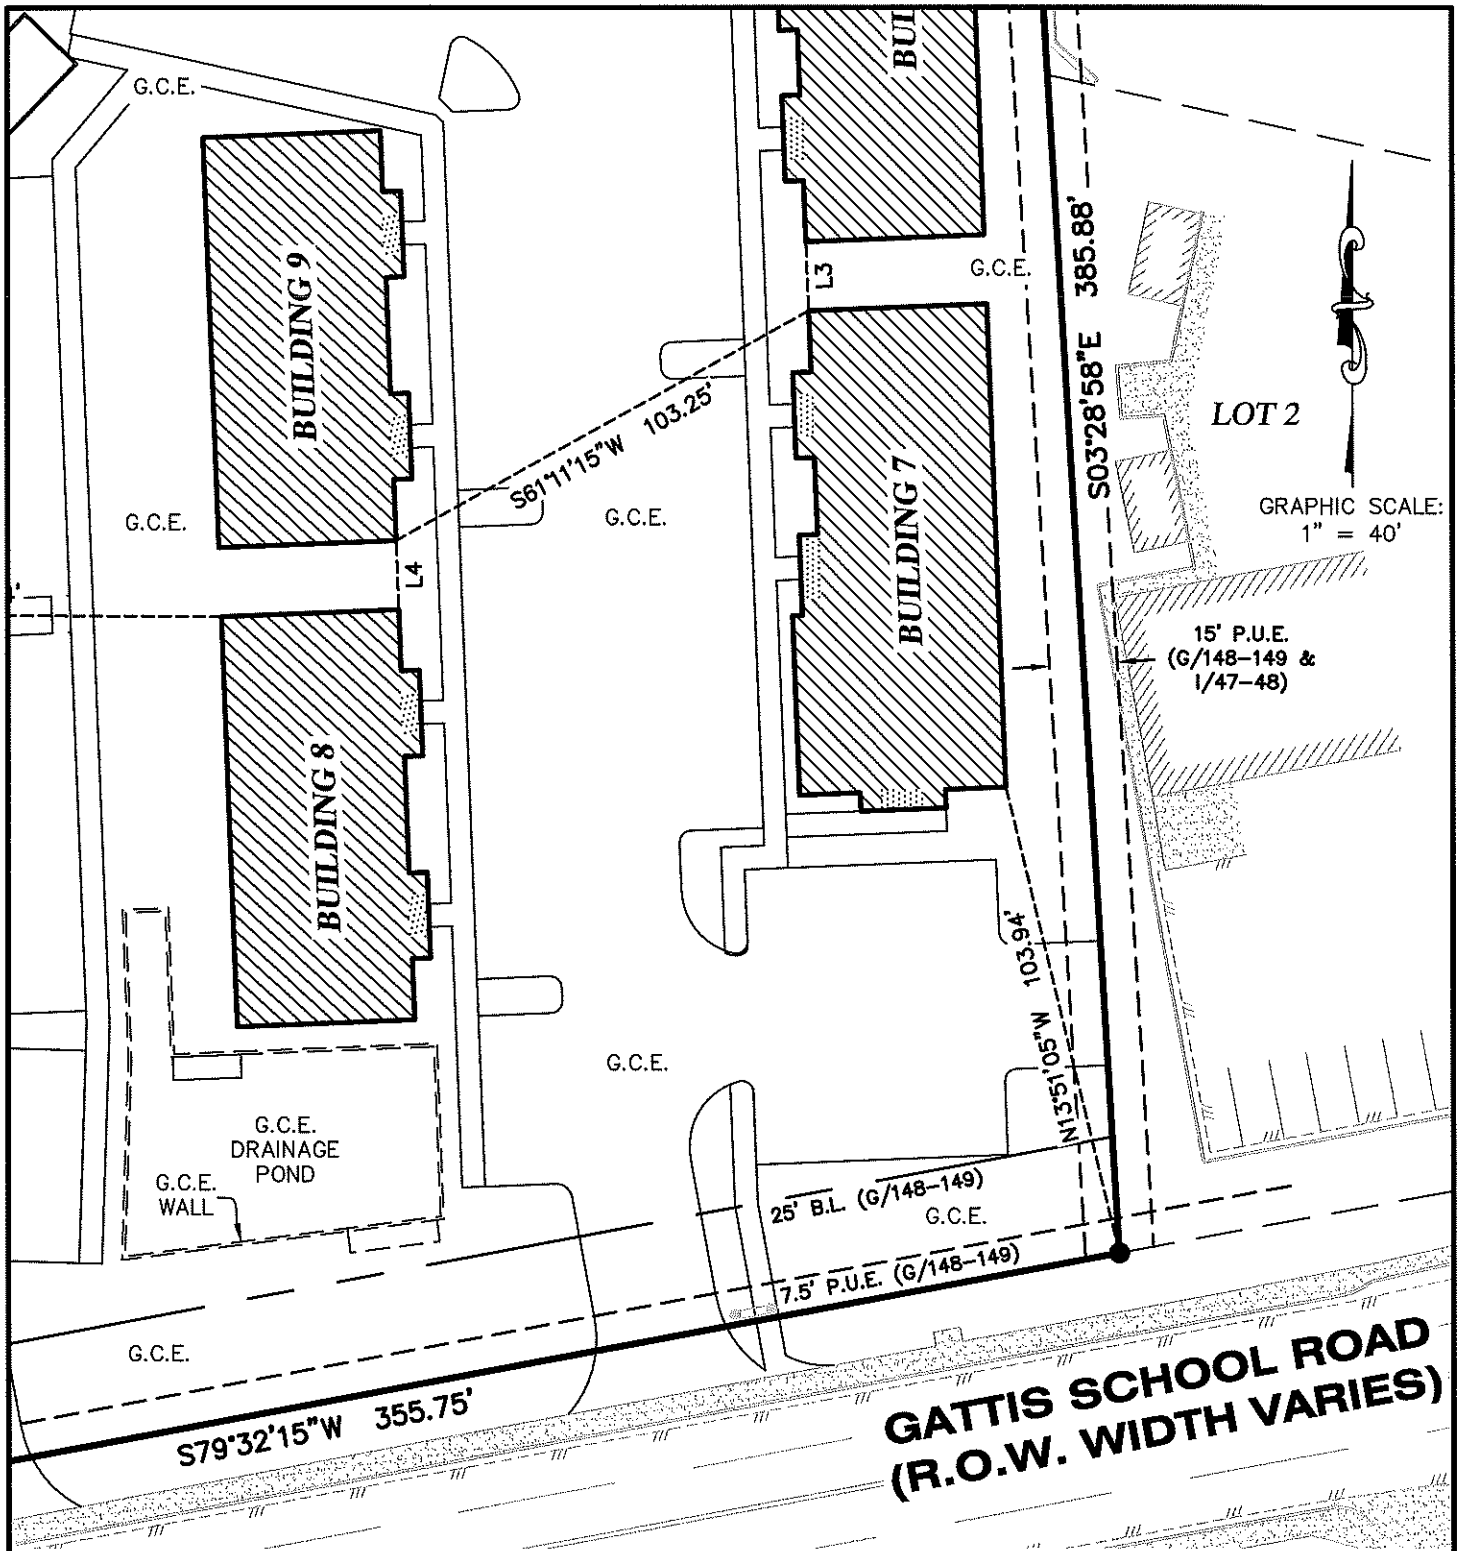 G.C.E.
BUI
BUILDING 9
L3
G.C.E.
S03°28'58"E 385.88'
LOT 2
S61°11'15"W 103.25'
BUILDING 7
GRAPHIC SCALE:
1" = 40'
G.C.E.
G.C.E.
L4
15' P.U.E.
(G/148-149 &
I/47-48)
BUILDING 8
N13°51'05"W 103.94'
G.C.E.
G.C.E.
DRAINAGE
POND
G.C.E.
WALL
25' B.L. (G/148-149)
G.C.E.
7.5' P.U.E. (G/148-149)
G.C.E.
S79°32'15"W 355.75'
GATTIS SCHOOL ROAD
(R.O.W. WIDTH VARIES)